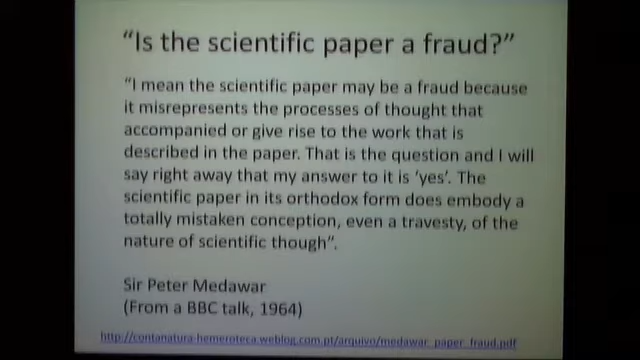 “Is the scientific paper a fraud?”
“I mean the scientific paper may be a fraud because
it misrepresents the processes of thought that
accompanied or give rise to the work that is
described in the paper. That is the question and I will
say right away that my answer to it is ‘yes’. The
scientific paper in its orthodox form does embody a
totally mistaken conception, even a travesty, of the
nature of scientific though”.
Sir Peter Medawar
(From a BBC talk, 1964)
http://contanatura-hemeroteca.weblog.com.pt/arquivo/medawar_paper_fraud.pdf